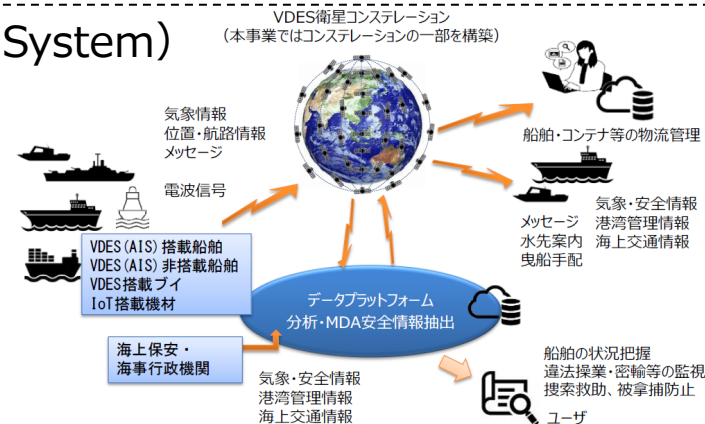 VDES衛星コンステレーション
(本事業ではコンステレーションの一部を構築)
System)
気象情報
位置・航路情報
メッセージ
電波信号
VDES(AIS)搭載船舶
VDES(AIS)非搭載船舶
VDES搭載ブイ
IoT搭載機材
海上保安・
海事行政機関
気象・安全情報
港湾管理情報
海上交通情報
データプラットフォーム
分析・MDA安全情報抽出
船舶・コンテナ等の物流管理
メッセージ
水先案内
曳船手配
気象・安全情報
港湾管理情報
海上交通情報
船舶の状況把握
違法操業・密輸等の監視
捜索救助、被拿捕防止
ユーザ